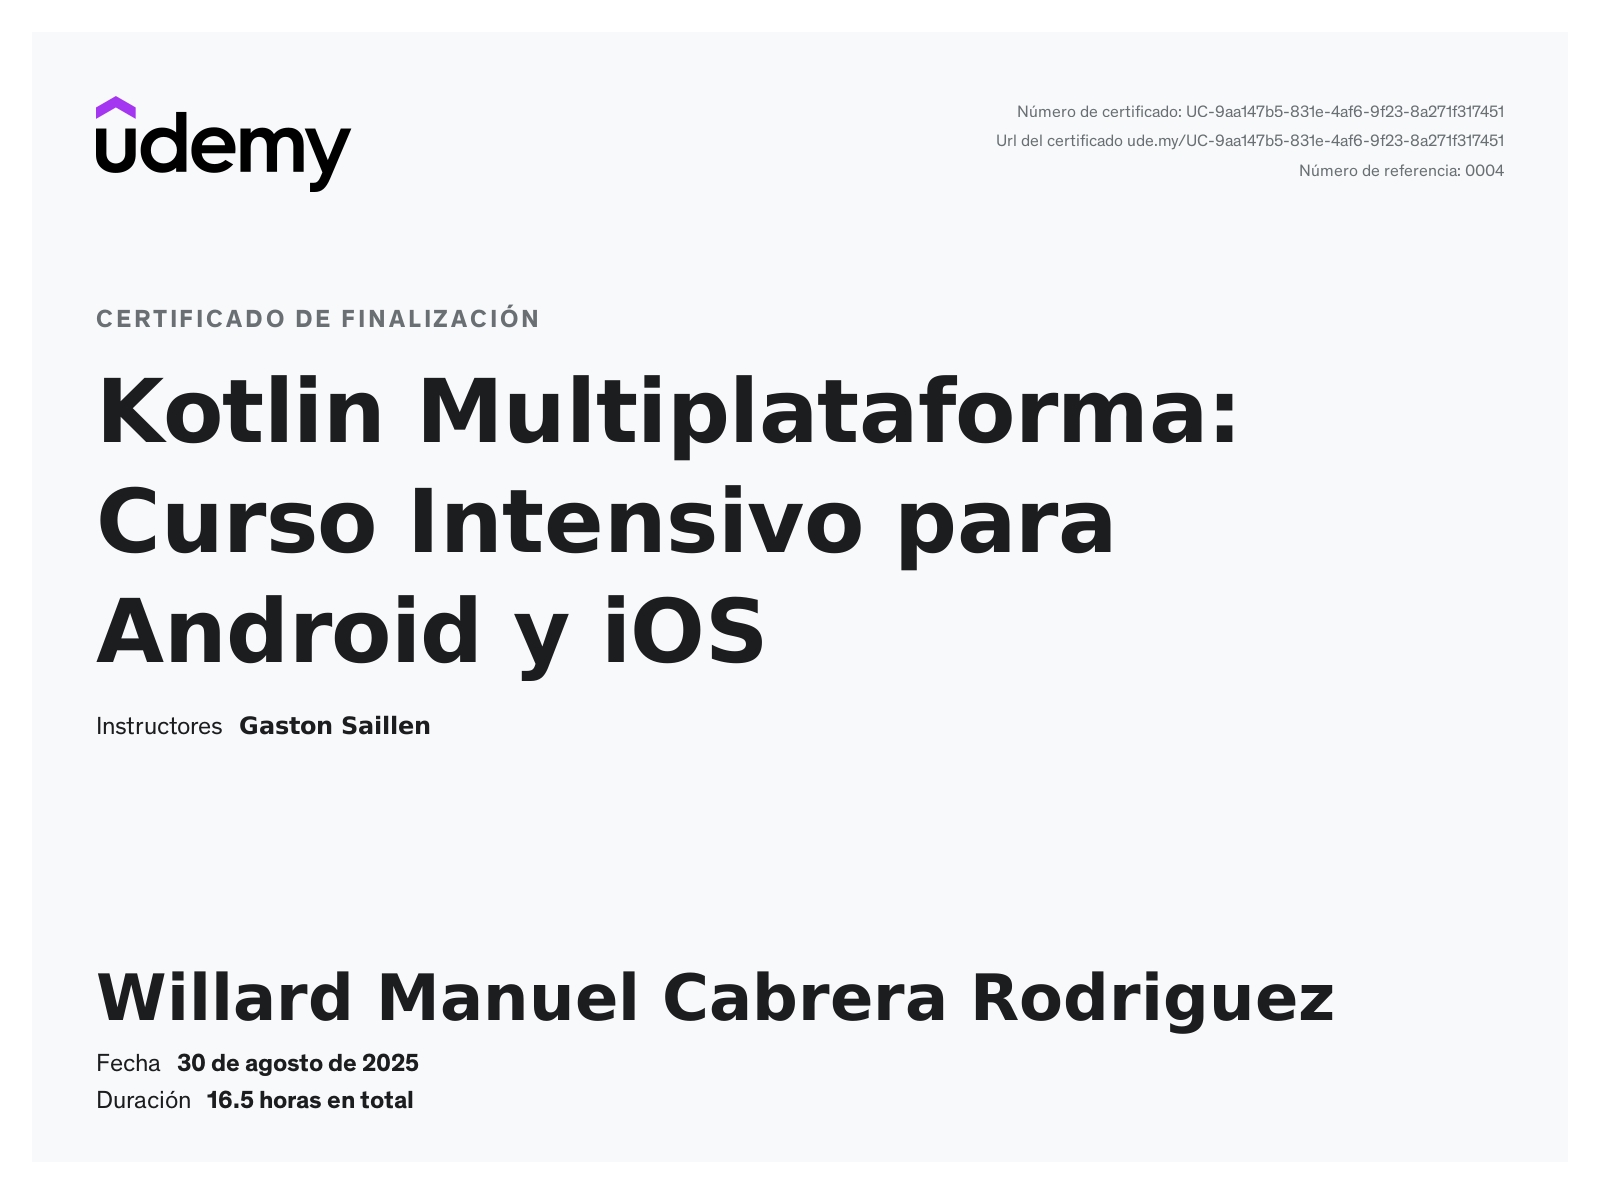 udemy
Número de certificado: UC-9aa147b5-831e-4af6-9f23-8a271f317451
Url del certificado ude.my/UC-9aa147b5-831e-4af6-9f23-8a271f317451
Número de referencia: 0004
CERTIFICADO DE FINALIZACIÓN
Kotlin Multiplataforma:
Curso Intensivo para
Android y iOS
Instructores Gaston Saillen
Willard Manuel Cabrera Rodriguez
Fecha 30 de agosto de 2025
Duración 16.5 horas en total